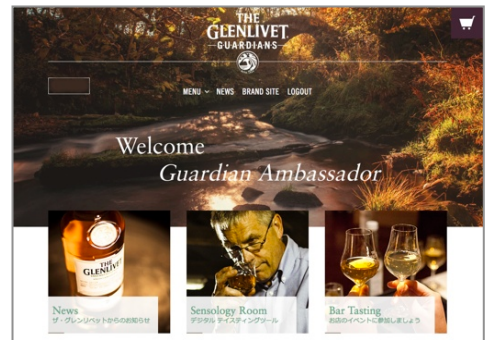 THE
GLENLIVET
GUARDIANS
MENU NEWS BRAND SITE LOGOUT
Welcome
Guardian Ambassador
THE
GLENLIVET
News
ザ・グレンリベットからのお知らせ
Sensology Room
デジタル テイスティングツール
Bar Tasting
お店のイベントに参加しましょう